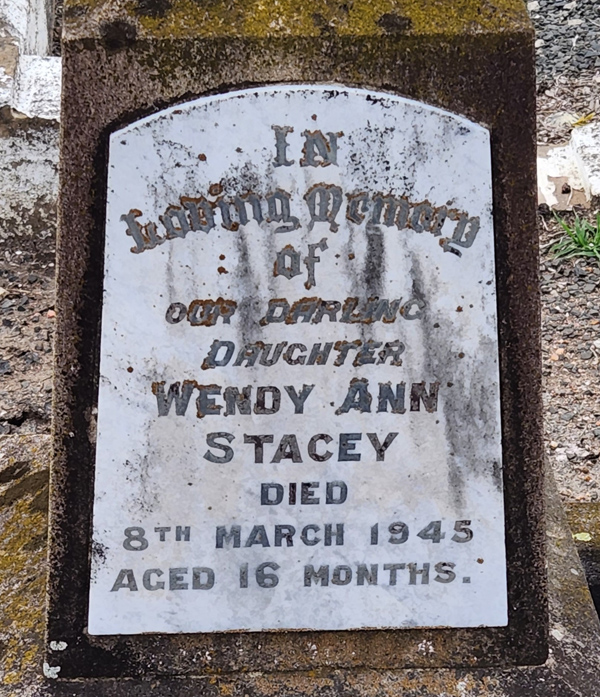 IN
Loving Memory
of
OUR DARLING
DAUGHTER
WENDY ANN
STACEY
DIED
8TH MARCH 1945
AGED 16 MONTHS.